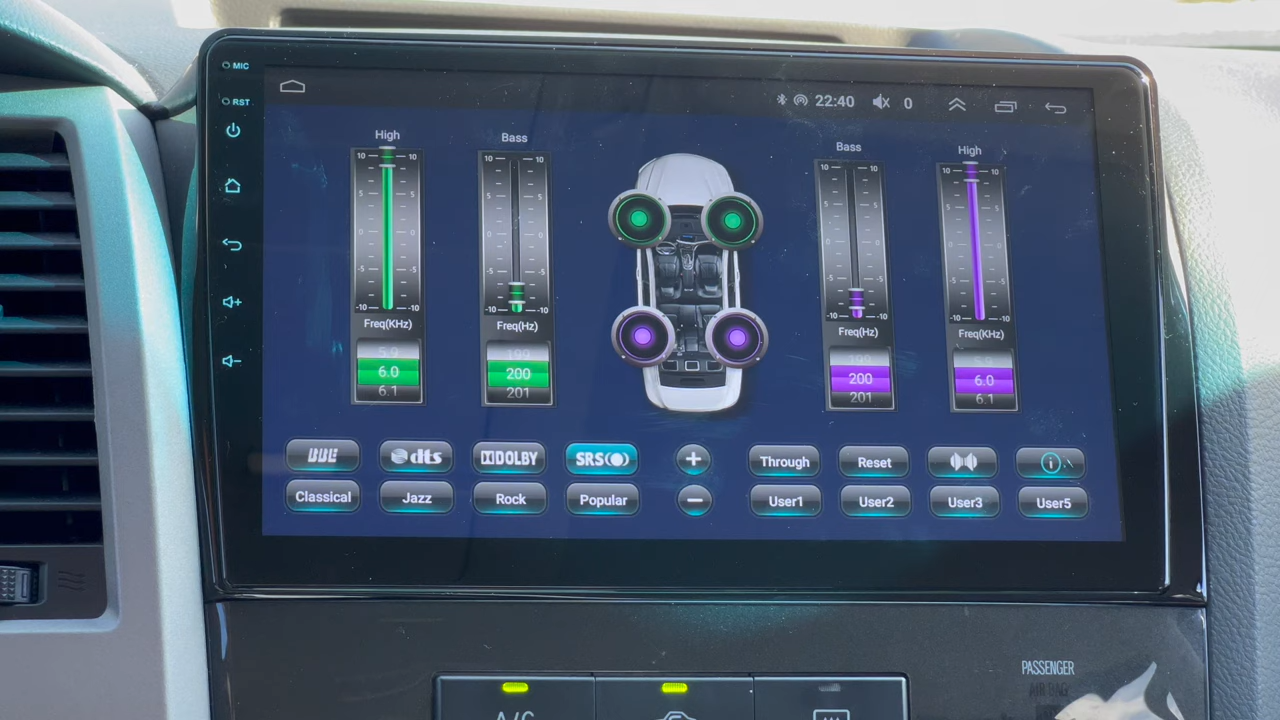 MIC
RST
22:40 0
High Bass Bass High
10 10 10 10 10 10 10 10
5 5 5 5 5 5 5 5
0 0 0 0 0 0 0 0
-5 -5 -5 -5 -5 -5 -5 -5
-10 -10 -10 -10 -10 -10 -10 -10
Freq(KHz) Freq(Hz) Freq(Hz) Freq(KHz)
5.9 199 199 5.9
6.0 200 200 6.0
6.1 201 201 6.1
BBE dts DOLBY SRS + Through Reset
Classical Jazz Rock Popular − User1 User2 User3 User5
PASSENGER
AIR BAG
A/C